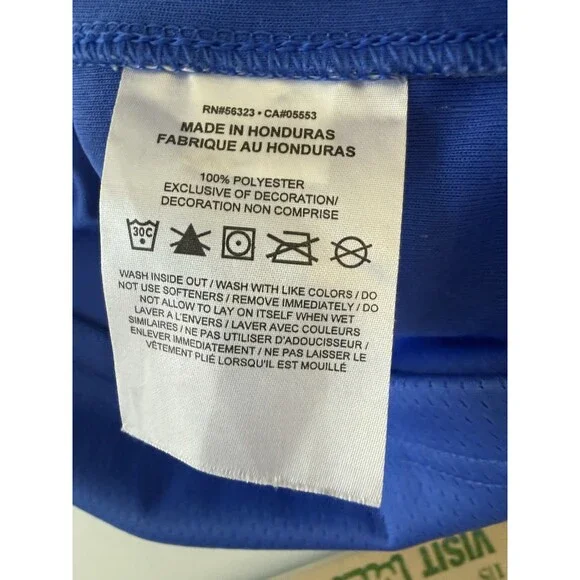 RN#56323 • CA#05553
MADE IN HONDURAS
FABRIQUE AU HONDURAS
100% POLYESTER
EXCLUSIVE OF DECORATION/
DECORATION NON COMPRISE
30C
WASH INSIDE OUT / WASH WITH LIKE COLORS / DO
NOT USE SOFTENERS / REMOVE IMMEDIATELY / DO
NOT ALLOW TO LAY ON ITSELF WHEN WET
LAVER A L'ENVERS / LAVER AVEC COULEURS
SIMILAIRES / NE PAS UTILISER D'ADOUCISSEUR /
ENLEVER IMMEDIATEMENT / NE PAS LAISSER LE
VÊTEMENT PLIÉ LORSQU'IL EST MOUILLÉ
VISIT